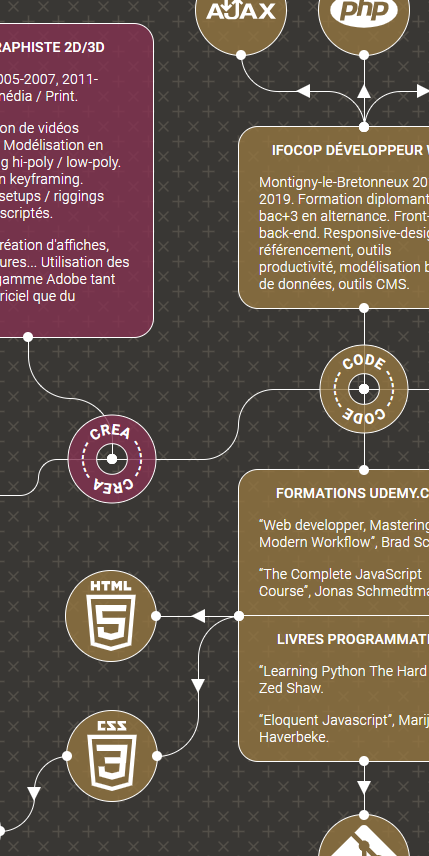 AJAX
php
RAPHISTE 2D/3D
005-2007, 2011-
média / Print.
on de vidéos
Modélisation en
g hi-poly / low-poly.
n keyframing.
setups / riggings
scriptés.
réation d'affiches,
ures... Utilisation des
gamme Adobe tant
riciel que du
IFOCOP DÉVELOPPEUR
Montigny-le-Bretonneux 20
2019. Formation diplomant
bac+3 en alternance. Front-
back-end. Responsive-desig
référencement, outils
productivité, modélisation b
de données, outils CMS.
CODE
CODE
CREA
CREA
FORMATIONS UDEMY.C
“Web developper, Mastering
Modern Workflow”, Brad Sc
“The Complete JavaScript
Course”, Jonas Schmedtma
HTML
5
LIVRES PROGRAMMATI
“Learning Python The Hard
Zed Shaw.
“Eloquent Javascript”, Marij
Haverbeke.
CSS
3